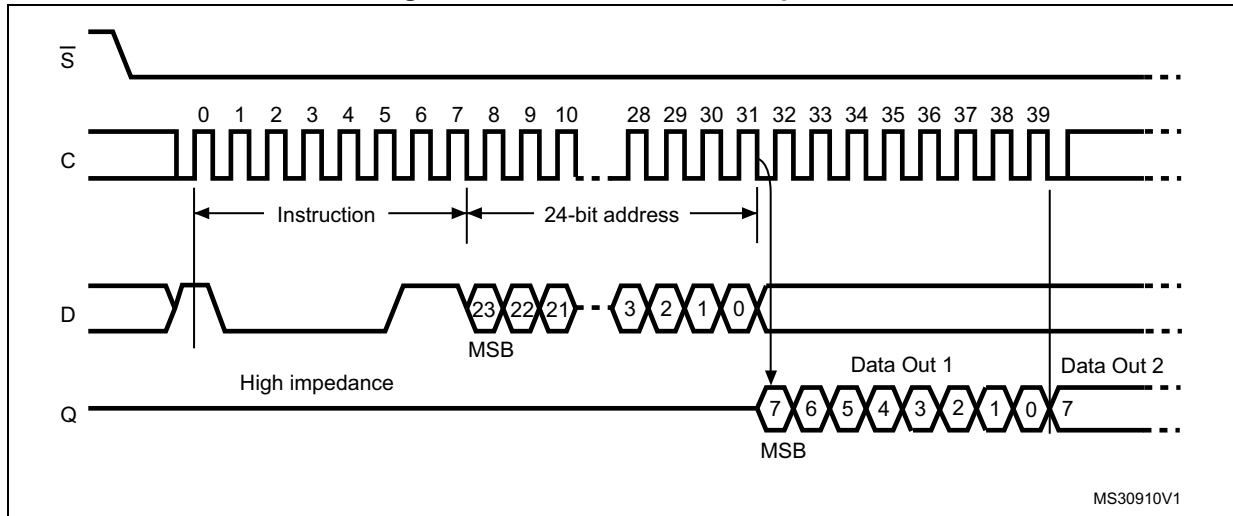 S̅
0 1 2 3 4 5 6 7 8 9 10 28 29 30 31 32 33 34 35 36 37 38 39
C
Instruction 24-bit address
D
23 22 21 3 2 1 0
MSB
High impedance
Data Out 1 Data Out 2
Q
7 6 5 4 3 2 1 0 7
MSB
MS30910V1